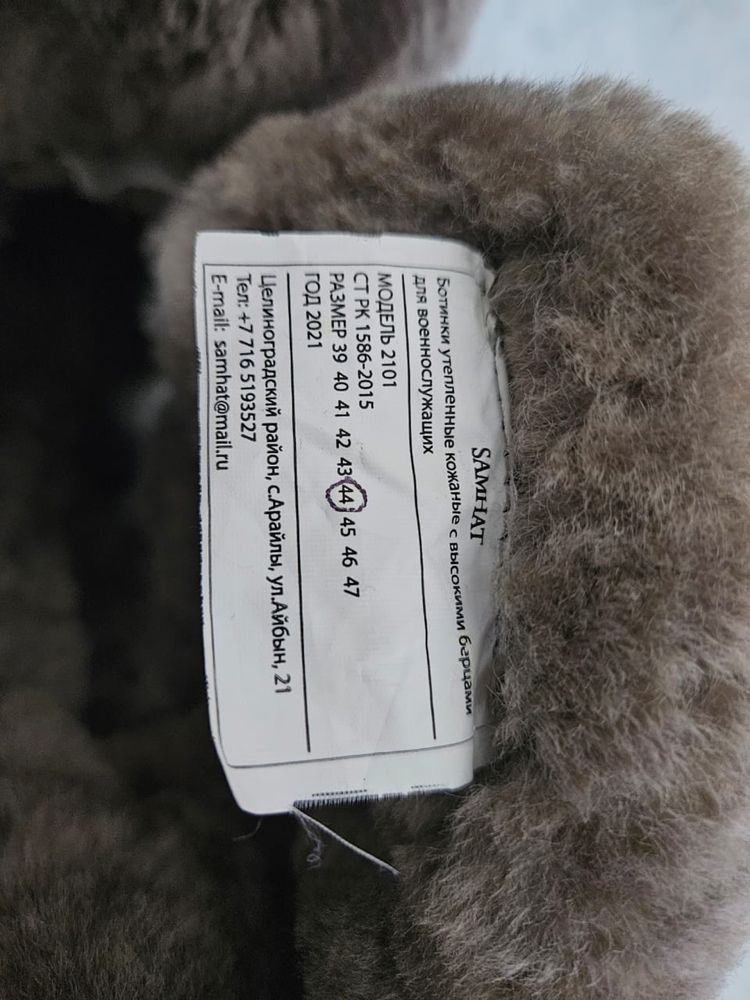 SAMHAT
Ботинки утепленные кожаные с высокими берцами
для военнослужащих
МОДЕЛЬ 2101
СТ РК 1586-2015
РАЗМЕР 39 40 41 42 43 44 45 46 47
ГОД 2021
Целиноградский район, с.Арайлы, ул.Айбын, 21
Тел: +7 716 5193527
E-mail: samhat@mail.ru